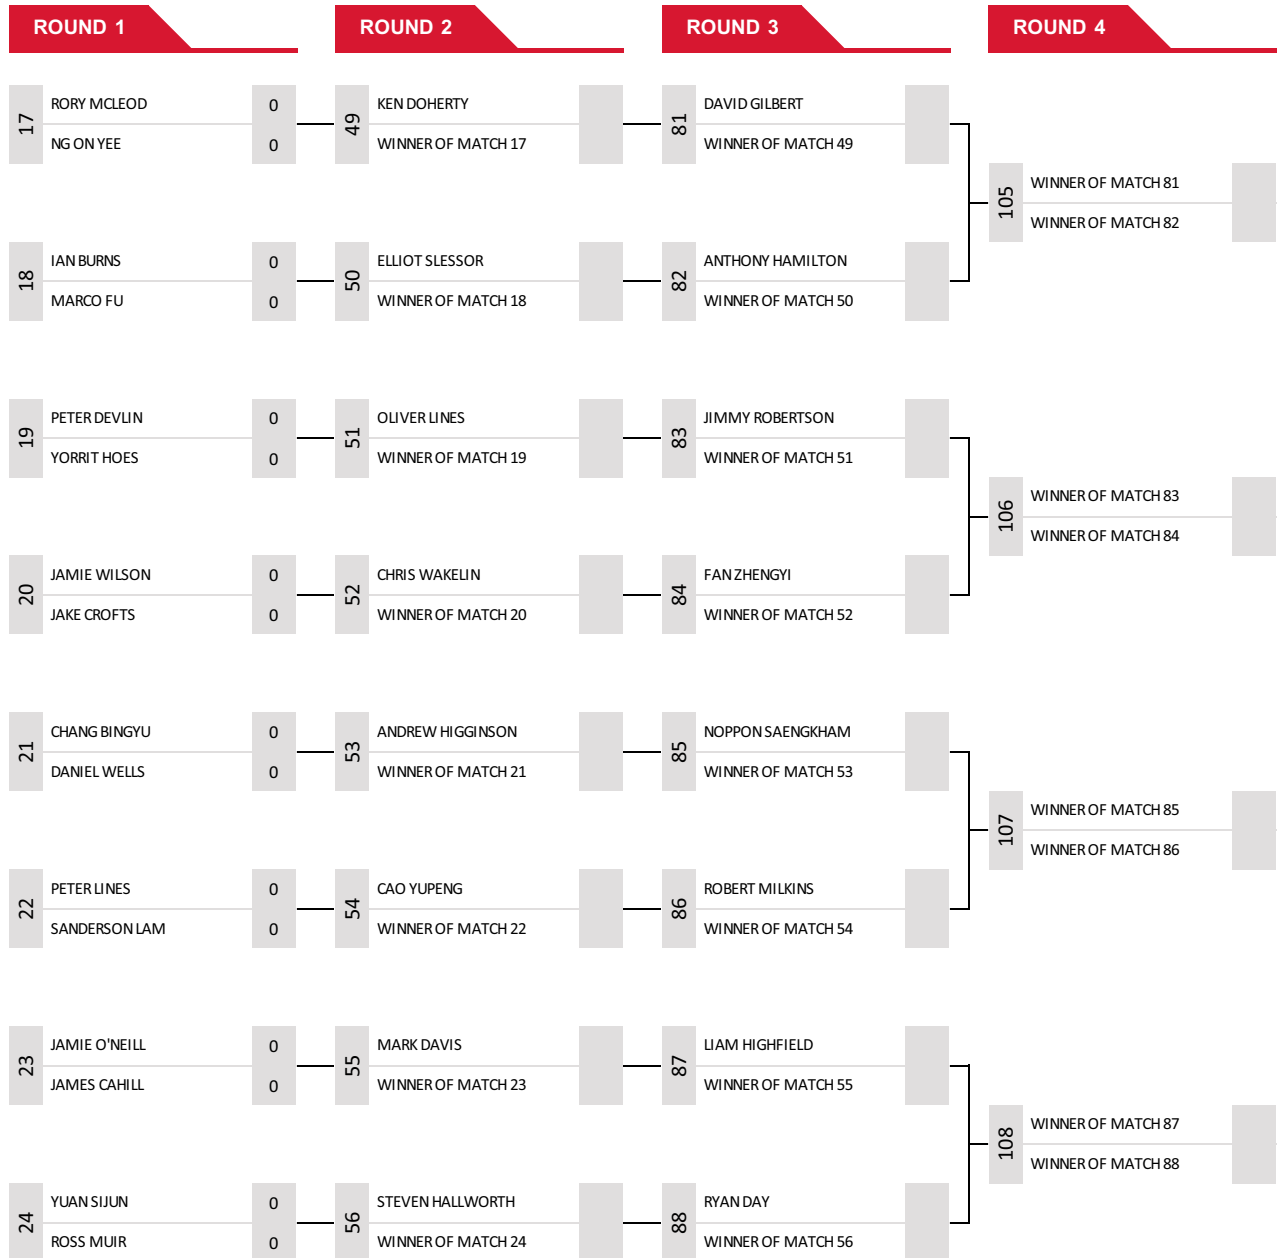 ROUND 1
ROUND 2
ROUND 3
ROUND 4
17
RORY MCLEOD 0
NG ON YEE 0
49
KEN DOHERTY
WINNER OF MATCH 17
81
DAVID GILBERT
WINNER OF MATCH 49
105
WINNER OF MATCH 81
WINNER OF MATCH 82
18
IAN BURNS 0
MARCO FU 0
50
ELLIOT SLESSOR
WINNER OF MATCH 18
82
ANTHONY HAMILTON
WINNER OF MATCH 50
19
PETER DEVLIN 0
YORRIT HOES 0
51
OLIVER LINES
WINNER OF MATCH 19
83
JIMMY ROBERTSON
WINNER OF MATCH 51
106
WINNER OF MATCH 83
WINNER OF MATCH 84
20
JAMIE WILSON 0
JAKE CROFTS 0
52
CHRIS WAKELIN
WINNER OF MATCH 20
84
FAN ZHENGYI
WINNER OF MATCH 52
21
CHANG BINGYU 0
DANIEL WELLS 0
53
ANDREW HIGGINSON
WINNER OF MATCH 21
85
NOPPON SAENGKHAM
WINNER OF MATCH 53
107
WINNER OF MATCH 85
WINNER OF MATCH 86
22
PETER LINES 0
SANDERSON LAM 0
54
CAO YUPENG
WINNER OF MATCH 22
86
ROBERT MILKINS
WINNER OF MATCH 54
23
JAMIE O'NEILL 0
JAMES CAHILL 0
55
MARK DAVIS
WINNER OF MATCH 23
87
LIAM HIGHFIELD
WINNER OF MATCH 55
108
WINNER OF MATCH 87
WINNER OF MATCH 88
24
YUAN SIJUN 0
ROSS MUIR 0
56
STEVEN HALLWORTH
WINNER OF MATCH 24
88
RYAN DAY
WINNER OF MATCH 56